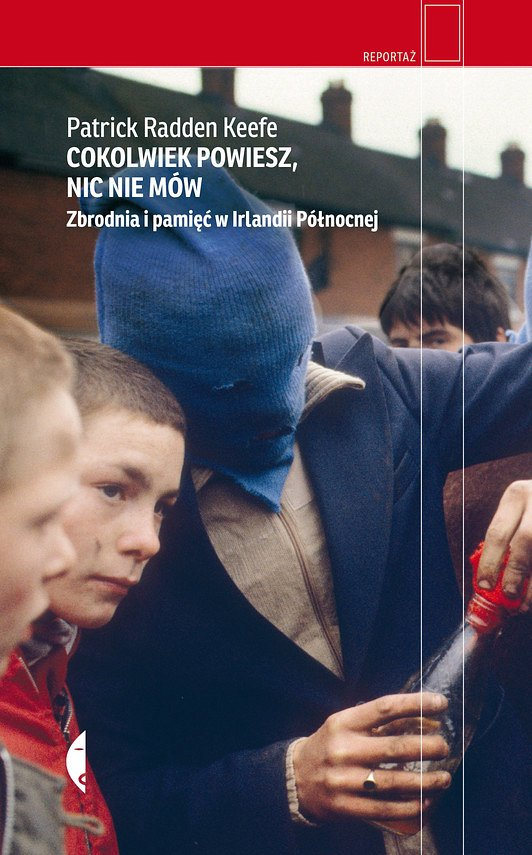 REPORTAŻ
Patrick Radden Keefe
COKOLWIEK POWIESZ,
NIC NIE MÓW
Zbrodnia i pamięć w Irlandii Północnej